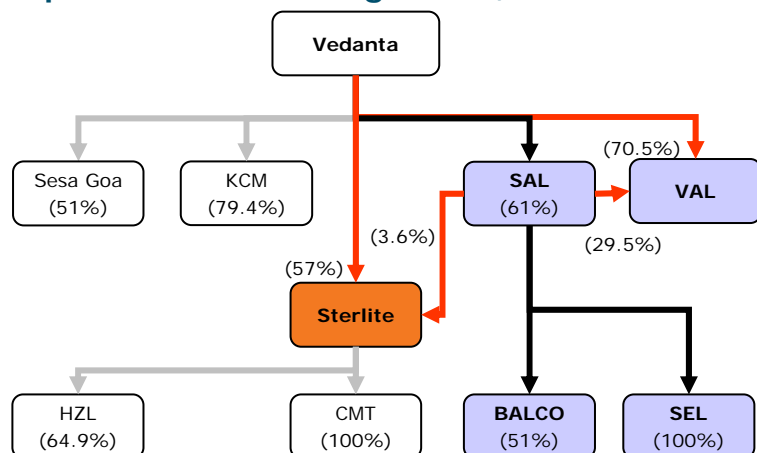 Vedanta
(70.5%)
Sesa Goa
(51%)
KCM
(79.4%)
SAL
(61%)
VAL
(3.6%)
(29.5%)
(57%)
Sterlite
HZL
(64.9%)
CMT
(100%)
BALCO
(51%)
SEL
(100%)